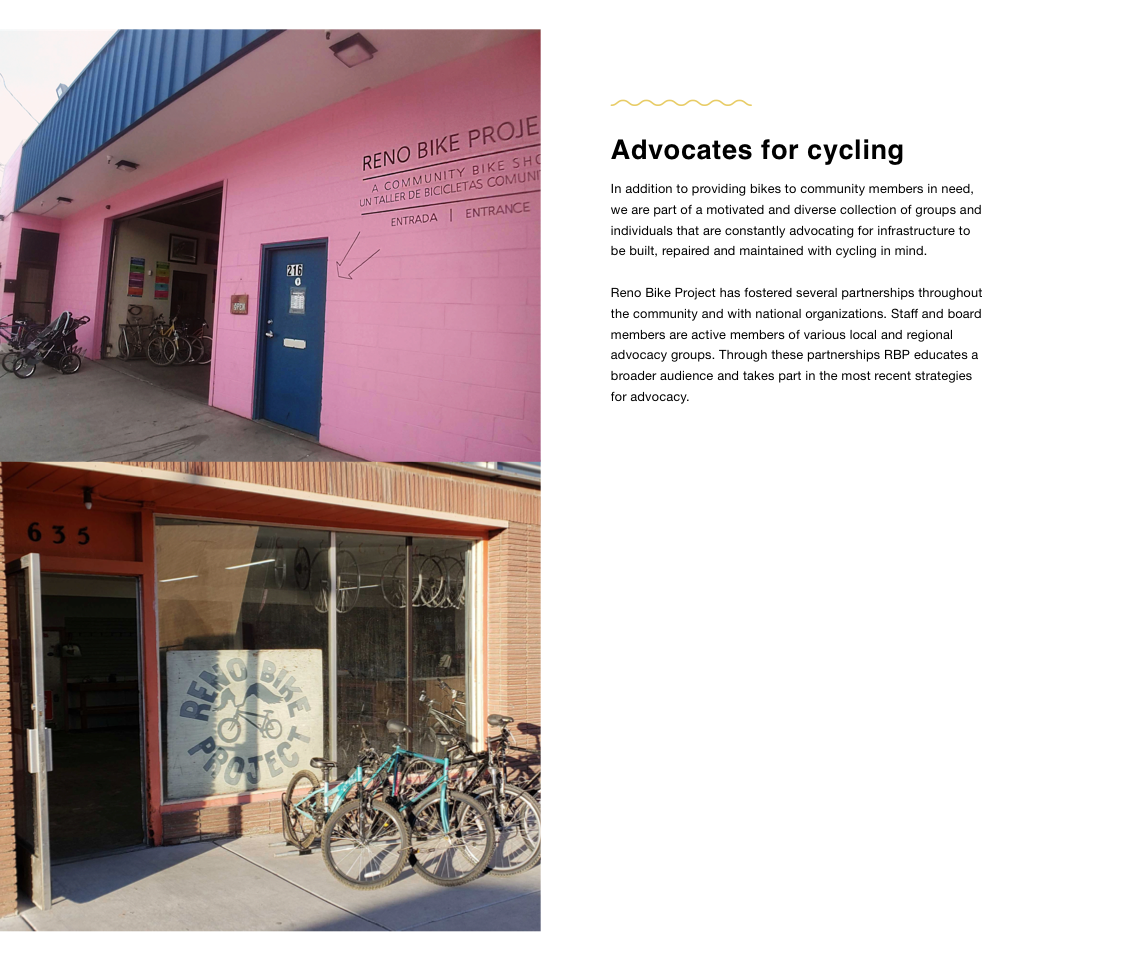 RENO BIKE PROJE
A COMMUNITY BIKE SHO
UN TALLER DE BICICLETAS COMUNIT
ENTRADA | ENTRANCE
216
G
OPEN
635
RENO BIKE
PROJECT
Advocates for cycling
In addition to providing bikes to community members in need,
we are part of a motivated and diverse collection of groups and
individuals that are constantly advocating for infrastructure to
be built, repaired and maintained with cycling in mind.
Reno Bike Project has fostered several partnerships throughout
the community and with national organizations. Staff and board
members are active members of various local and regional
advocacy groups. Through these partnerships RBP educates a
broader audience and takes part in the most recent strategies
for advocacy.